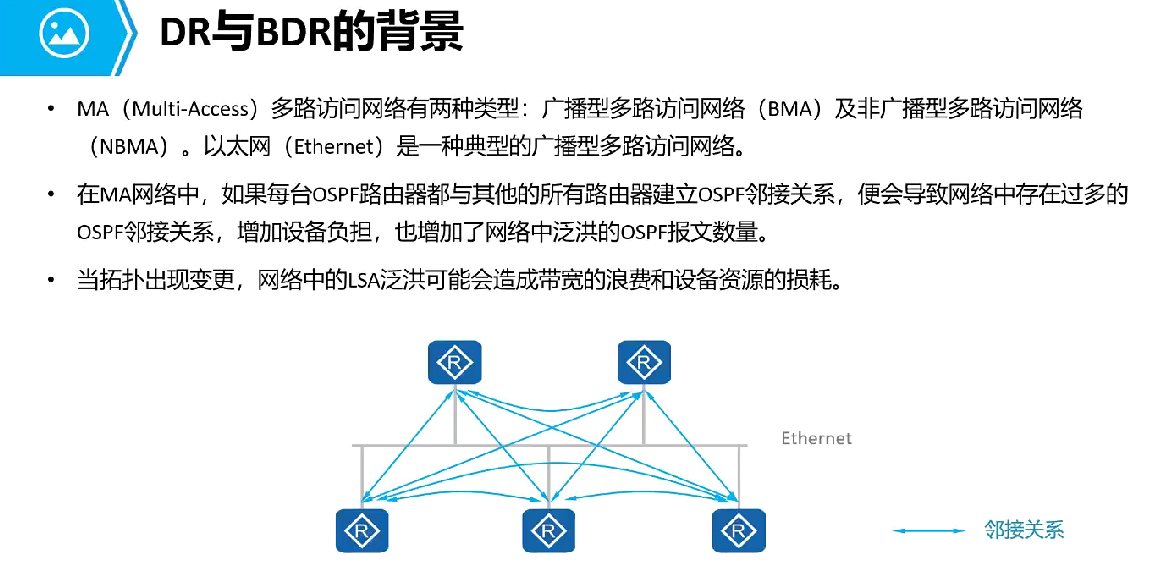 DR与BDR的背景
• MA（Multi-Access）多路访问网络有两种类型：广播型多路访问网络（BMA）及非广播型多路访问网络
（NBMA）。以太网（Ethernet）是一种典型的广播型多路访问网络。
• 在MA网络中，如果每台OSPF路由器都与其他的所有路由器建立OSPF邻接关系，便会导致网络中存在过多的
OSPF邻接关系，增加设备负担，也增加了网络中泛洪的OSPF报文数量。
• 当拓扑出现变更，网络中的LSA泛洪可能会造成带宽的浪费和设备资源的损耗。
R
R
Ethernet
R
R
R
邻接关系